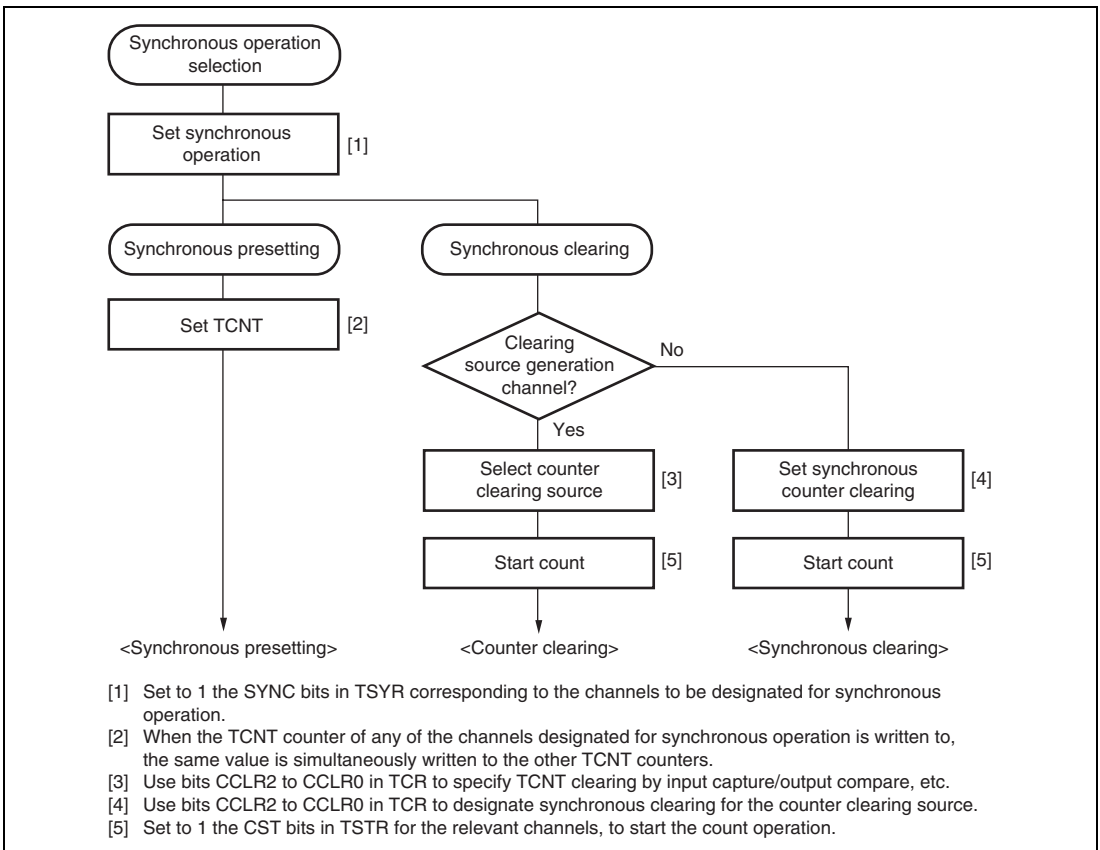 Synchronous operation
selection
Set synchronous
operation
[1]
Synchronous presetting
Synchronous clearing
Set TCNT
[2]
Clearing
source generation
channel?
No
Yes
Select counter
clearing source
[3]
Set synchronous
counter clearing
[4]
Start count
[5]
Start count
[5]
<Synchronous presetting>
<Counter clearing>
<Synchronous clearing>
[1] Set to 1 the SYNC bits in TSYR corresponding to the channels to be designated for synchronous
operation.
[2] When the TCNT counter of any of the channels designated for synchronous operation is written to,
the same value is simultaneously written to the other TCNT counters.
[3] Use bits CCLR2 to CCLR0 in TCR to specify TCNT clearing by input capture/output compare, etc.
[4] Use bits CCLR2 to CCLR0 in TCR to designate synchronous clearing for the counter clearing source.
[5] Set to 1 the CST bits in TSTR for the relevant channels, to start the count operation.